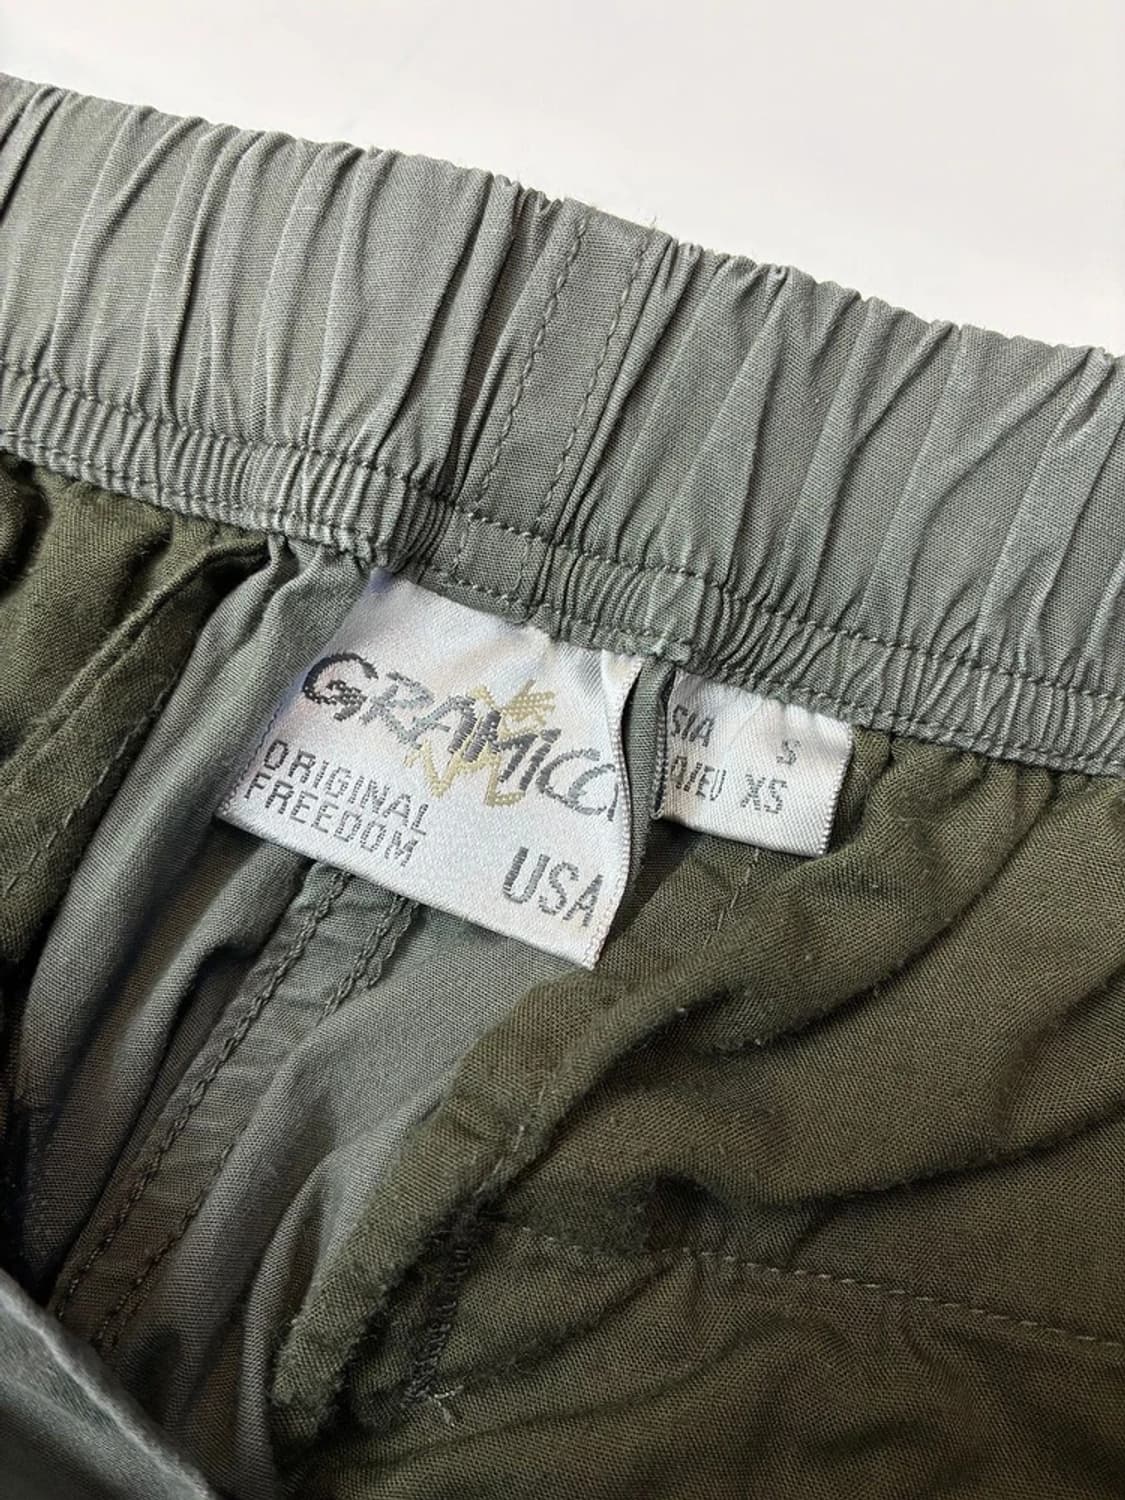 GRAMICCI
ORIGINAL
FREEDOM
USA
S
XS